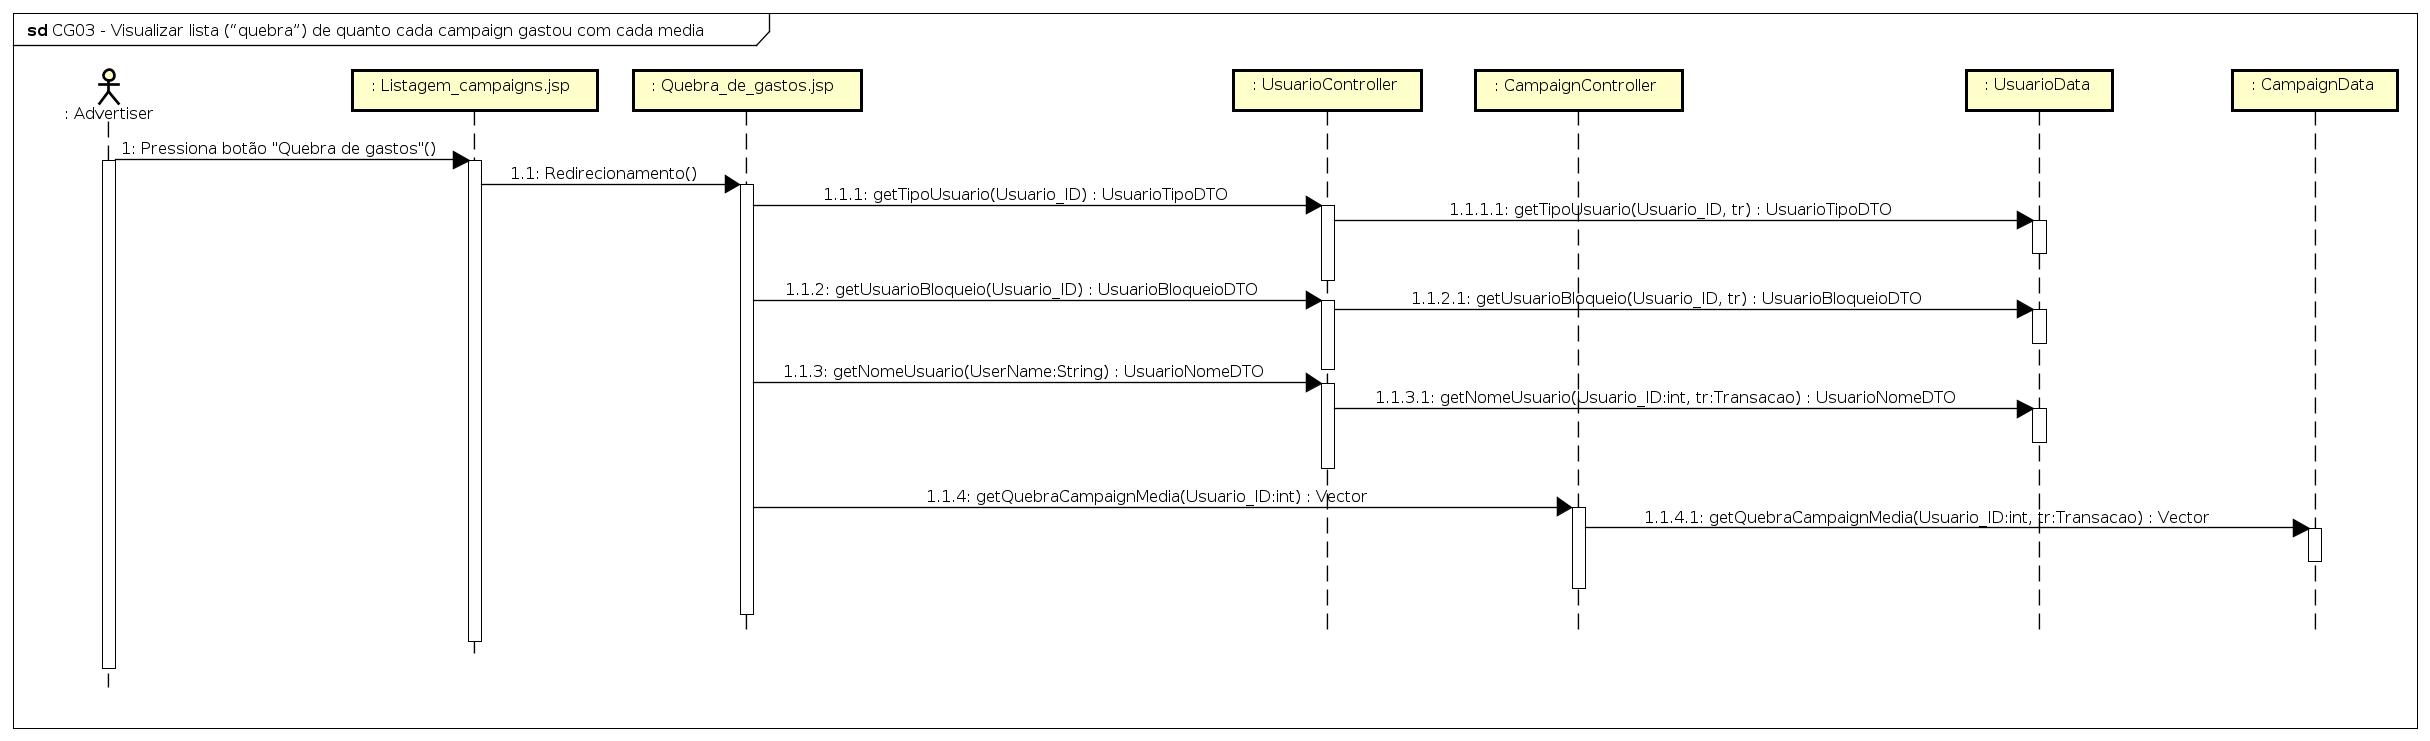 sd CG03 - Visualizar lista (“quebra”) de quanto cada campaign gastou com cada media
: Advertiser
: Listagem_campaigns.jsp
: Quebra_de_gastos.jsp
: UsuarioController
: CampaignController
: UsuarioData
: CampaignData
1: Pressiona botão "Quebra de gastos"()
1.1: Redirecionamento()
1.1.1: getTipoUsuario(Usuario_ID) : UsuarioTipoDTO
1.1.1.1: getTipoUsuario(Usuario_ID, tr) : UsuarioTipoDTO
1.1.2: getUsuarioBloqueio(Usuario_ID) : UsuarioBloqueioDTO
1.1.2.1: getUsuarioBloqueio(Usuario_ID, tr) : UsuarioBloqueioDTO
1.1.3: getNomeUsuario(UserName:String) : UsuarioNomeDTO
1.1.3.1: getNomeUsuario(Usuario_ID:int, tr:Transacao) : UsuarioNomeDTO
1.1.4: getQuebraCampaignMedia(Usuario_ID:int) : Vector
1.1.4.1: getQuebraCampaignMedia(Usuario_ID:int, tr:Transacao) : Vector